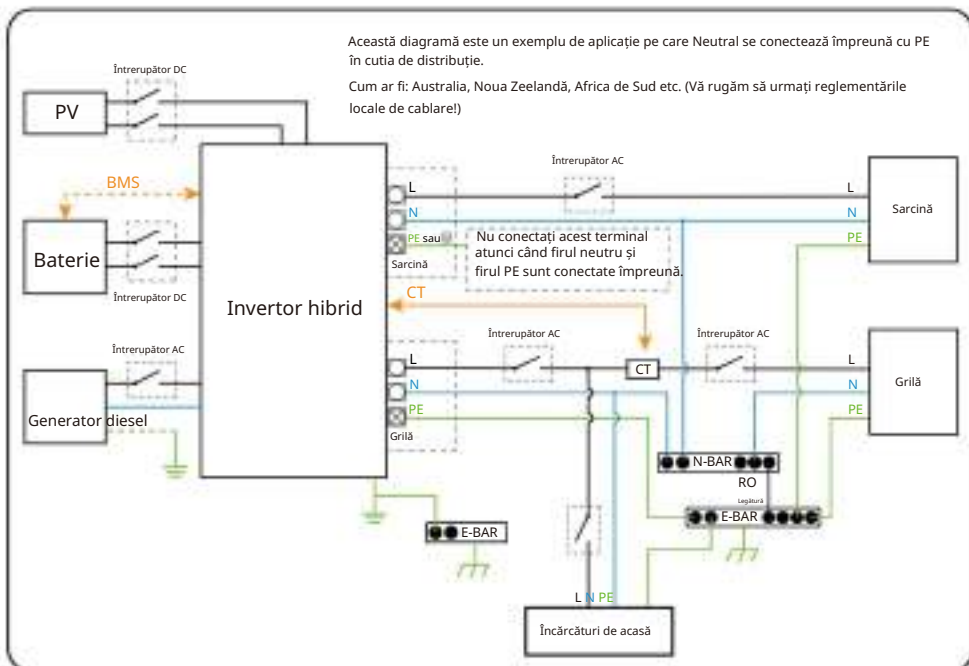 Această diagramă este un exemplu de aplicație pe care Neutral se conectează împreună cu PE
în cutia de distribuție.
Cum ar fi: Australia, Noua Zeelandă, Africa de Sud etc. (Vă rugăm să urmați reglementările
locale de cablare!)
Întrerupător DC
PV
BMS
Baterie
Întrerupător DC
Întrerupător AC
Generator diesel
Invertor hibrid
L
N
PE sau
Sarcină
Nu conectați acest terminal
atunci când firul neutru și
firul PE sunt conectate împreună.
Întrerupător AC
L
N
PE
Sarcină
CT
Întrerupător AC
CT
Întrerupător AC
L
N
PE
Grilă
L
N
PE
Grilă
N-BAR
RO
Legătură
E-BAR
E-BAR
L N PE
Încărcături de acasă